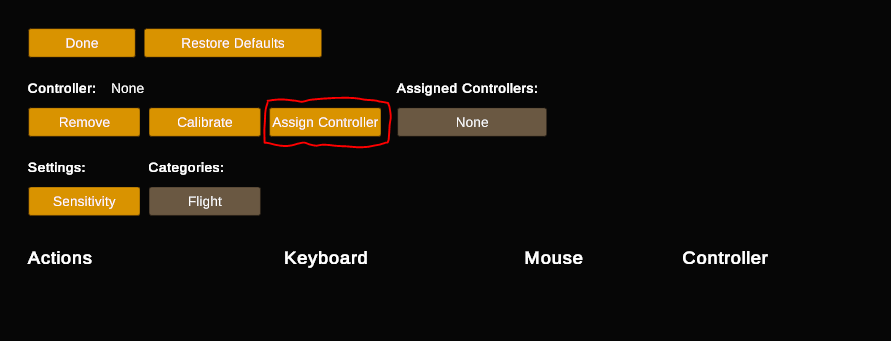 Done Restore Defaults
Controller: None Assigned Controllers:
Remove Calibrate Assign Controller None
Settings: Categories:
Sensitivity Flight
Actions Keyboard Mouse Controller